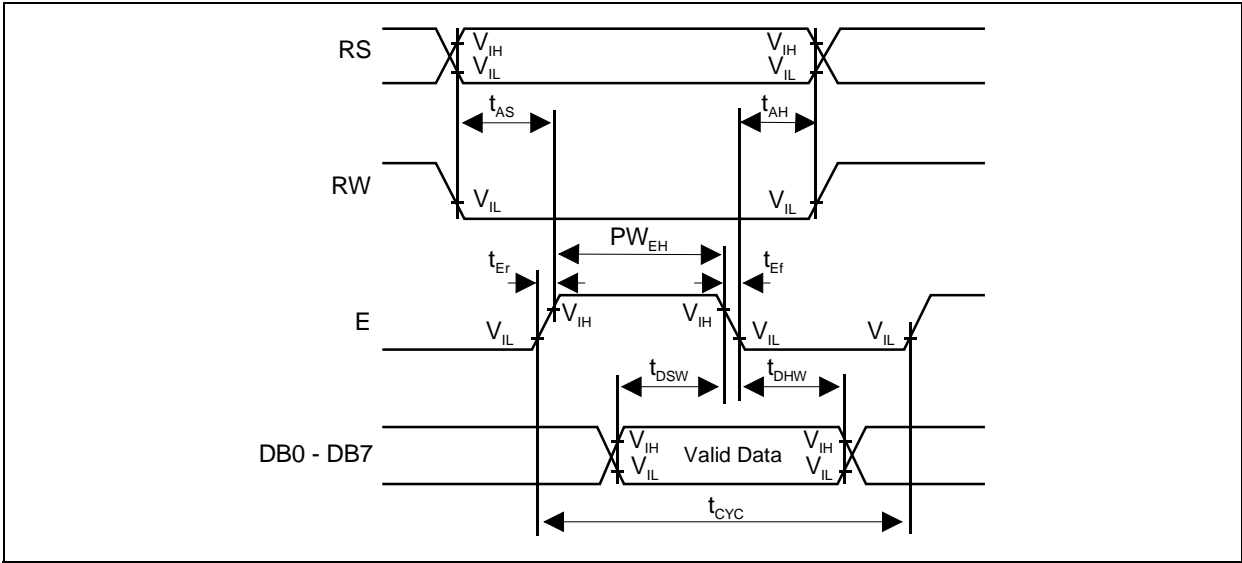 RS
V_IH
V_IH
V_IL
V_IL
t_AS
t_AH
RW
V_IL
V_IL
PW_EH
t_Er
t_Ef
E
V_IH
V_IH
V_IL
V_IL
V_IL
t_DSW
t_DHW
DB0 - DB7
V_IH
Valid Data
V_IH
V_IL
V_IL
t_CYC